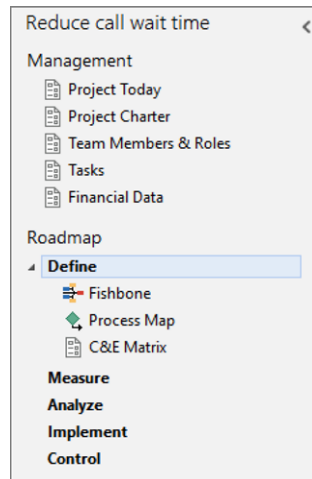 Reduce call wait time
Management
Project Today
Project Charter
Team Members & Roles
Tasks
Financial Data
Roadmap
Define
Fishbone
Process Map
C&E Matrix
Measure
Analyze
Implement
Control